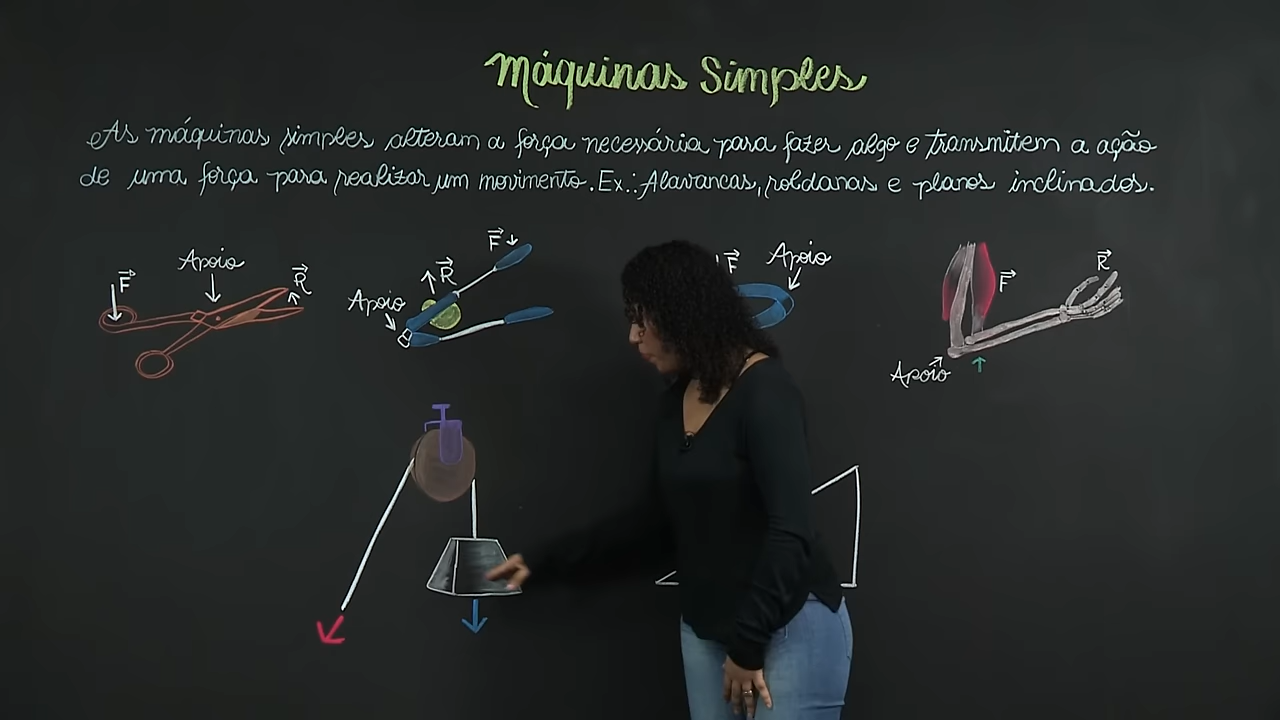 Máquinas Simples
As máquinas simples alteram a força necessária para fazer algo e transmitem a ação
de uma força para realizar um movimento. Ex.: Alavancas, roldanas e planos inclinados.
F
Apoio
R
Apoio
R
F
F
Apoio
F
R
Apoio